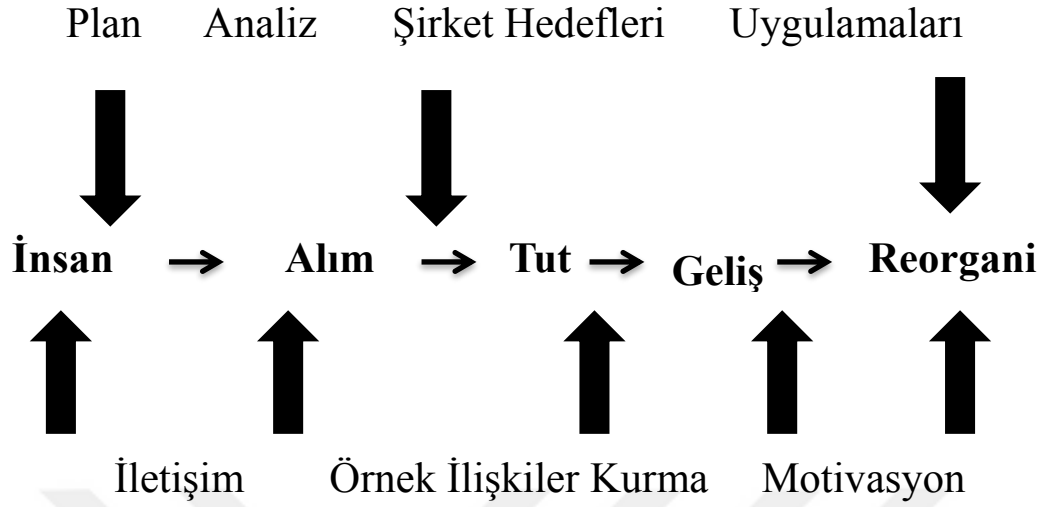 Plan Analiz Şirket Hedefleri Uygulamaları
İnsan Alım Tut Geliş Reorgani
İletişim Örnek İlişkiler Kurma Motivasyon